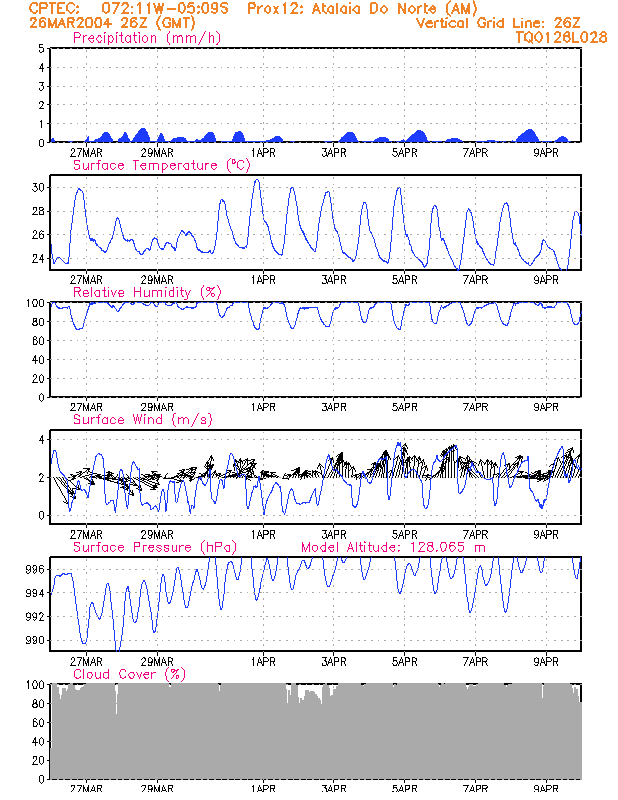 CPTEC: 072:11W-05:09S Prox12: Atalaia Do Norte (AM)
26MAR2004 26Z (GMT) Vertical Grid Line: 26Z
Precipitation (mm/h) TQ0126L028
5
4
3
2
1
0
27MAR 29MAR 1APR 3APR 5APR 7APR 9APR
Surface Temperature (ºC)
30
28
26
24
27MAR 29MAR 1APR 3APR 5APR 7APR 9APR
Relative Humidity (%)
100
80
60
40
20
0
27MAR 29MAR 1APR 3APR 5APR 7APR 9APR
Surface Wind (m/s)
4
2
0
27MAR 29MAR 1APR 3APR 5APR 7APR 9APR
Surface Pressure (hPa) Model Altitude: 128.065 m
996
994
992
990
27MAR 29MAR 1APR 3APR 5APR 7APR 9APR
Cloud Cover (%)
100
80
60
40
20
0
27MAR 29MAR 1APR 3APR 5APR 7APR 9APR